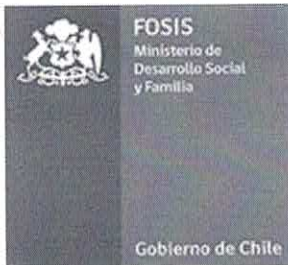 FOSIS
Ministerio de
Desarrollo Social
y Familia
Gobierno de Chile